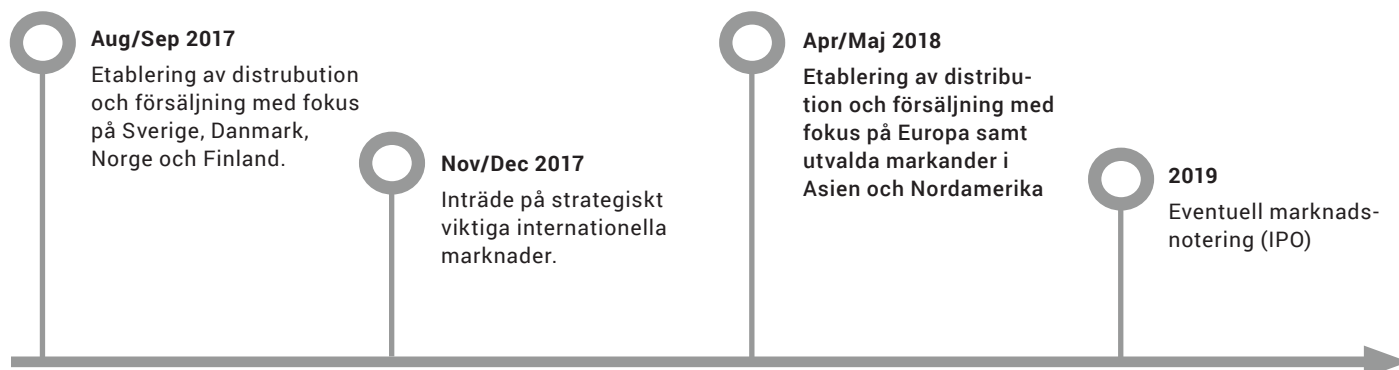 Aug/Sep 2017
Etablering av distrubution
och försäljning med fokus
på Sverige, Danmark,
Norge och Finland.
Nov/Dec 2017
Inträde på strategiskt
viktiga internationella
marknader.
Apr/Maj 2018
Etablering av distribu-
tion och försäljning med
fokus på Europa samt
utvalda markander i
Asien och Nordamerika
2019
Eventuell marknads-
notering (IPO)